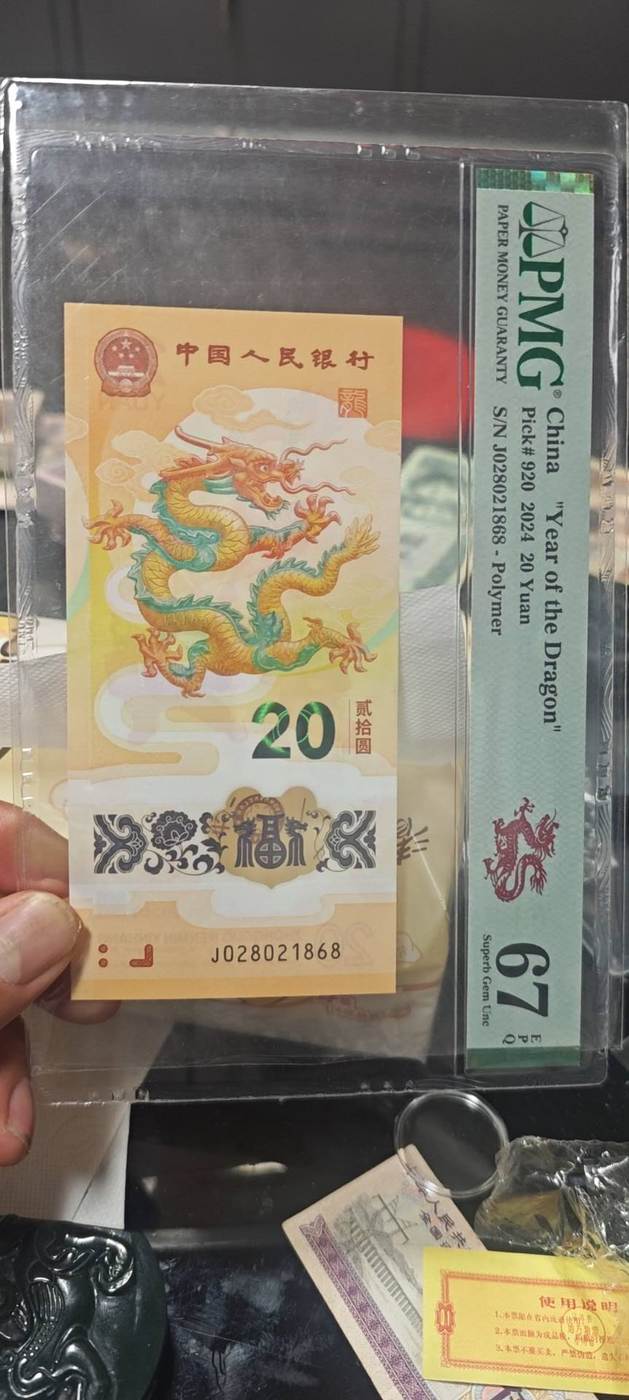 中国人民银行
龍
20
贰拾圆
福
J028021868
PMG®
PAPER MONEY GUARANTY
China "Year of the Dragon"
Pick# 920 2024 20 Yuan
S/N J028021868 - Polymer
67
EPQ
Superb Gem Unc
使用说明